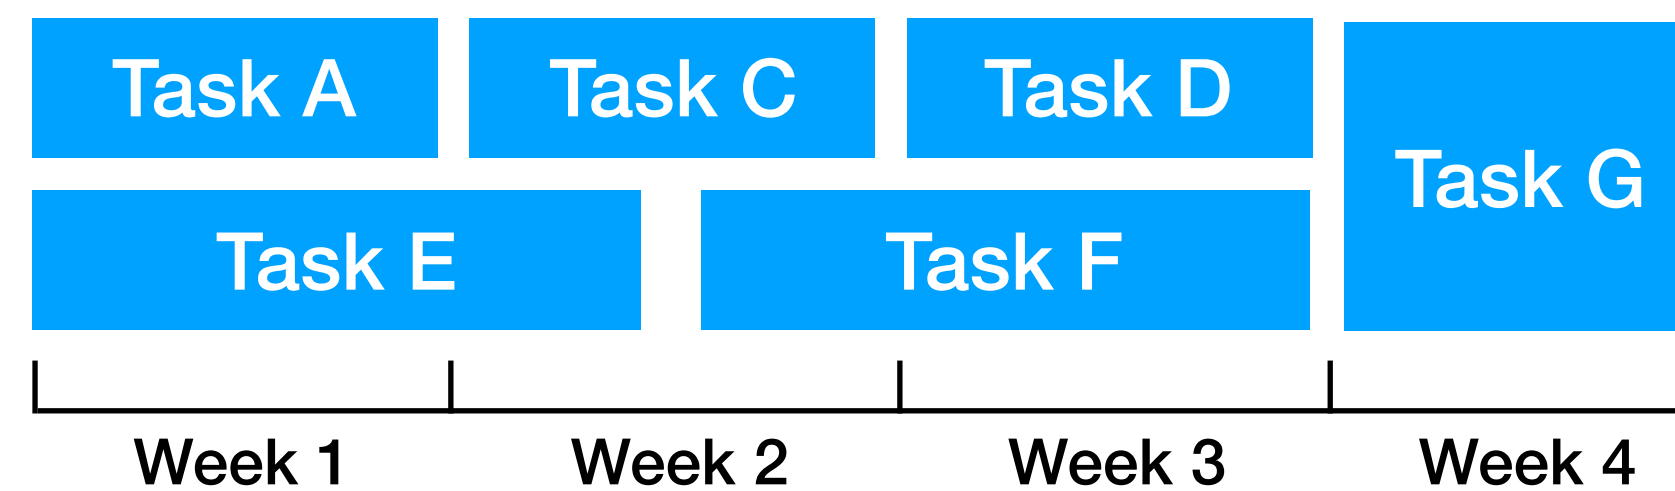 Task A
Task C
Task D
Task G
Task E
Task F
Week 1
Week 2
Week 3
Week 4